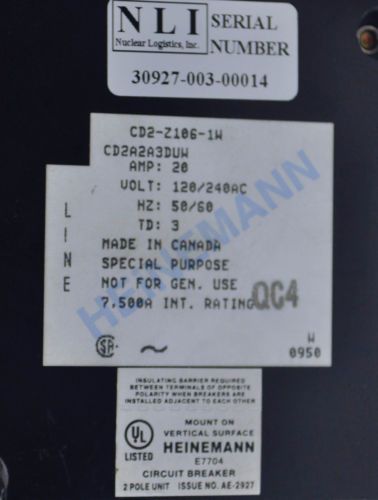 NLI SERIAL
Nuclear Logistics, Inc. NUMBER
30927-003-00014
CD2-Z106-1W
CD2A2A3DUW
AMP: 20
VOLT: 120/240AC
HZ: 50/60
TD: 3
MADE IN CANADA
SPECIAL PURPOSE
NOT FOR GEN. USE
7,500A INT. RATING
QC4
LINE
HEINEMANN
W
0950
INSULATING BARRIER REQUIRED
BETWEEN TERMINALS OF OPPOSITE
POLARITY WHEN BREAKERS ARE
INSTALLED ADJACENT TO EACH OTHER
UL
LISTED
MOUNT ON
VERTICAL SURFACE
HEINEMANN
E7704
CIRCUIT BREAKER
2 POLE UNIT ISSUE NO. AE-2927